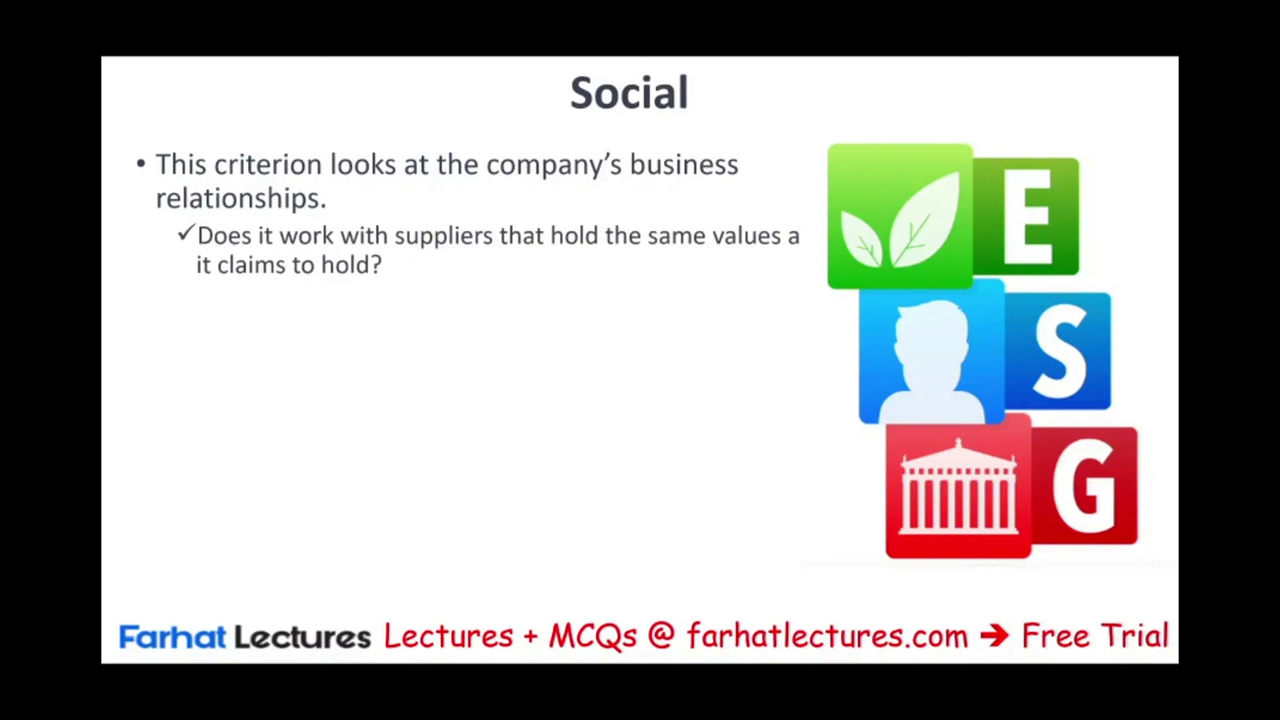 Social
• This criterion looks at the company's business
relationships.
✓Does it work with suppliers that hold the same values a
it claims to hold?
E
S
G
Farhat Lectures Lectures + MCQs @ farhatlectures.com ➔ Free Trial